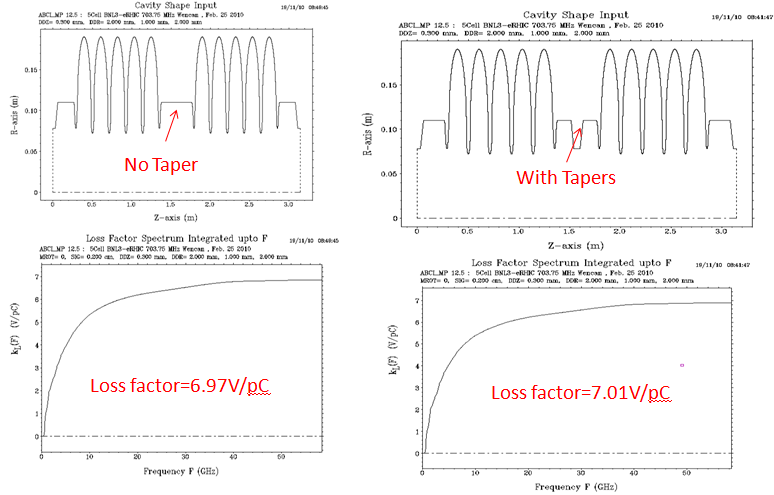 Cavity Shape Input
19/11/10 08:49:45
ABCI_MP 12.5 : 5Cell BNL3-eRHIC 703.75 MHz Wencan , Feb. 25 2010
DDZ= 0.300 mm, DDR= 2.000 mm, 1.000 mm, 2.000 mm
R-axis (m)
0.20
0.15
0.10
0.05
0
No Taper
0.0
0.5
1.0
1.5
2.0
2.5
3.0
Z-axis (m)
Cavity Shape Input
19/11/10 08:41:47
ABCI_MP 12.5 : 5Cell BNL3-eRHIC 703.75 MHz Wencan , Feb. 25 2010
DDZ= 0.300 mm, DDR= 2.000 mm, 1.000 mm, 2.000 mm
R-axis (m)
0.20
0.15
0.10
0.05
0
With Tapers
0.0
0.5
1.0
1.5
2.0
2.5
3.0
Z-axis (m)
Loss Factor Spectrum Integrated upto F
19/11/10 08:49:45
ABCI_MP 12.5 : 5Cell BNL3-eRHIC 703.75 MHz Wencan , Feb. 25 2010
MROT= 0, SIG= 0.200 cm, DDZ= 0.300 mm, DDR= 2.000 mm, 1.000 mm, 2.000 mm
kL(F) (V/pC)
7
6
5
4
3
2
1
0
Loss factor=6.97V/pC
0
10
20
30
40
50
Frequency F (GHz)
Loss Factor Spectrum Integrated upto F
19/11/10 08:41:47
ABCI_MP 12.5 : 5Cell BNL3-eRHIC 703.75 MHz Wencan , Feb. 25 2010
MROT= 0, SIG= 0.200 cm, DDZ= 0.300 mm, DDR= 2.000 mm, 1.000 mm, 2.000 mm
kL(F) (V/pC)
7
6
5
4
3
2
1
0
Loss factor=7.01V/pC
0
10
20
30
40
50
Frequency F (GHz)